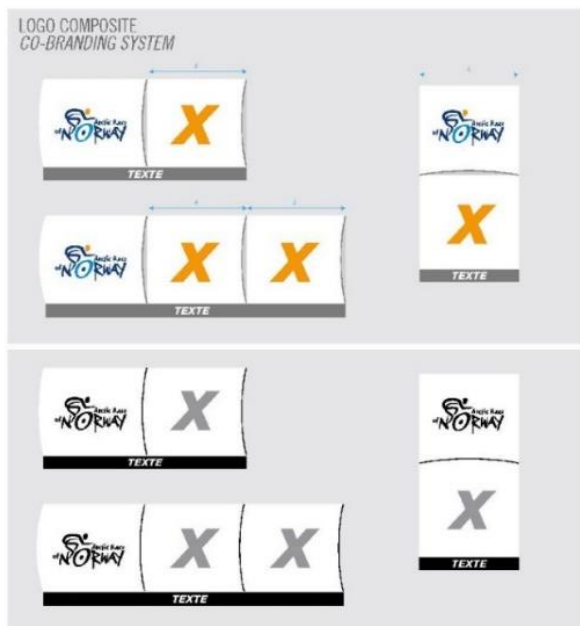 LOGO COMPOSITE
CO-BRANDING SYSTEM
Arctic Race
of NORWAY
X
TEXTE
Arctic Race
of NORWAY
X
TEXTE
Arctic Race
of NORWAY
X X
TEXTE
Arctic Race
of NORWAY
X
TEXTE
Arctic Race
of NORWAY
X
TEXTE
Arctic Race
of NORWAY
X X
TEXTE